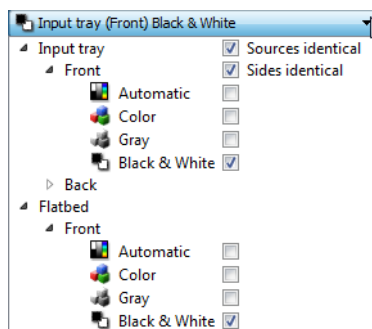 Input tray (Front) Black & White
Input tray Sources identical
Front Sides identical
Automatic
Color
Gray
Black & White
Back
Flatbed
Front
Automatic
Color
Gray
Black & White